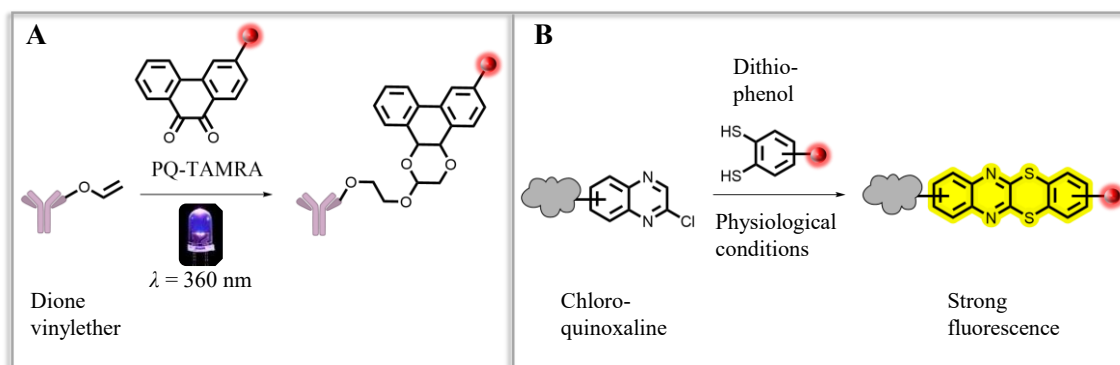 A
O
O
PQ-TAMRA
O
λ = 360 nm
O
O
O
O
Dione
vinylether
B
Dithio-
phenol
HS
HS
N
N
Cl
Physiological
conditions
N
S
N
S
Chloro-
quinoxaline
Strong
fluorescence